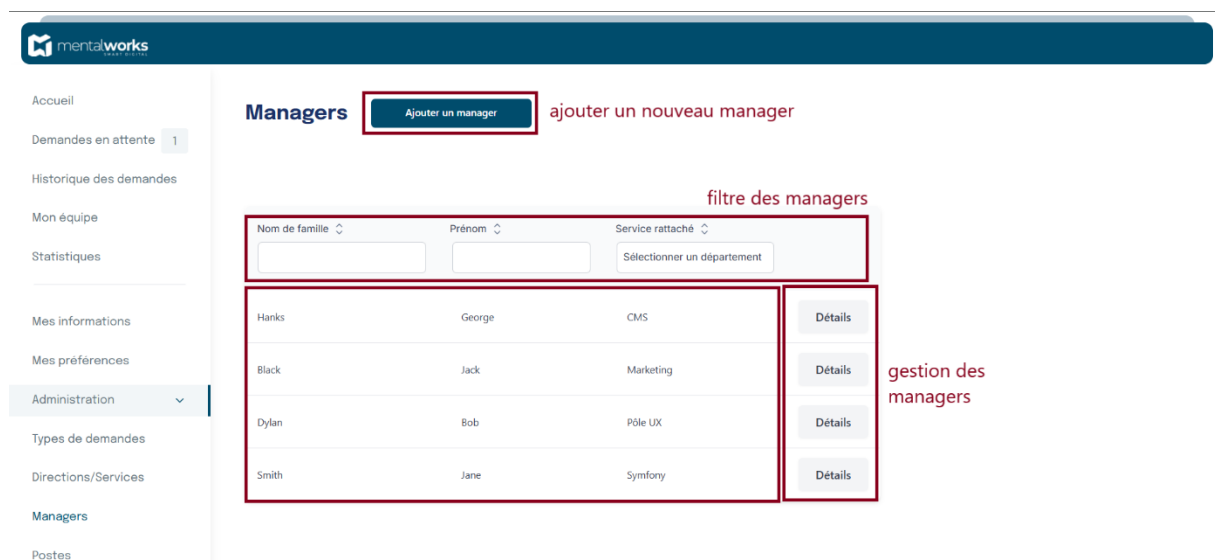 mentalworks
SMART DIGITAL
Accueil
Demandes en attente 1
Historique des demandes
Mon équipe
Statistiques
Mes informations
Mes préférences
Administration
Types de demandes
Directions/Services
Managers
Postes
Managers
Ajouter un manager
ajouter un nouveau manager
filtre des managers
Nom de famille Prénom Service rattaché
Sélectionner un département
Hanks George CMS Détails
Black Jack Marketing Détails
Dylan Bob Pôle UX Détails
Smith Jane Symfony Détails
gestion des
managers